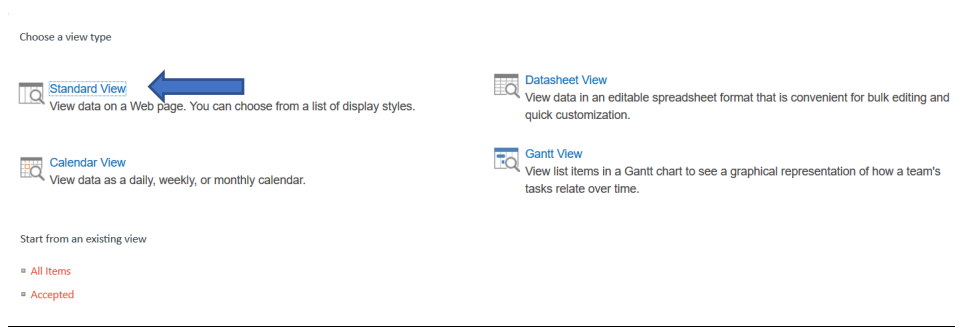 Choose a view type
Standard View
View data on a Web page. You can choose from a list of display styles.
Datasheet View
View data in an editable spreadsheet format that is convenient for bulk editing and
quick customization.
Calendar View
View data as a daily, weekly, or monthly calendar.
Gantt View
View list items in a Gantt chart to see a graphical representation of how a team's
tasks relate over time.
Start from an existing view
All Items
Accepted